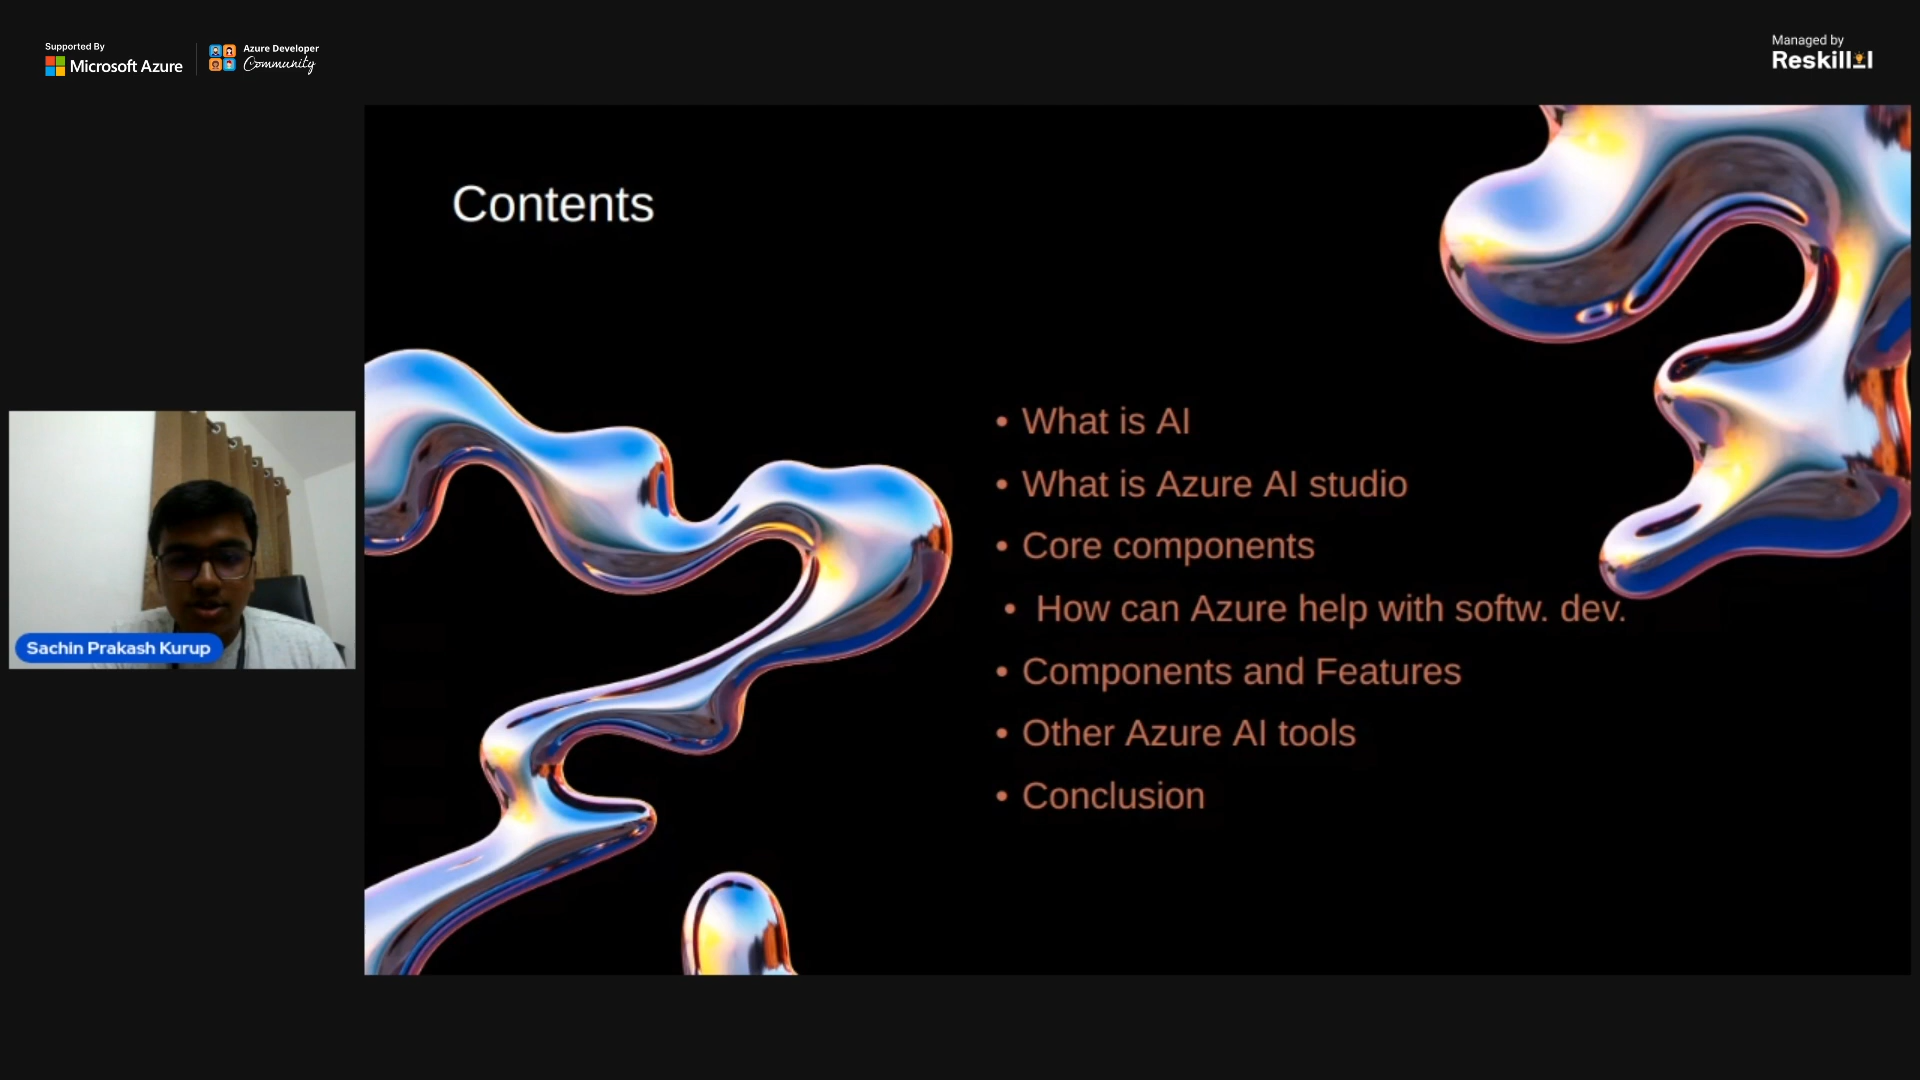 Supported By
Microsoft Azure
Azure Developer
Community
Managed by
Reskilll
Contents
• What is AI
• What is Azure AI studio
• Core components
• How can Azure help with softw. dev.
• Components and Features
• Other Azure AI tools
• Conclusion
Sachin Prakash Kurup